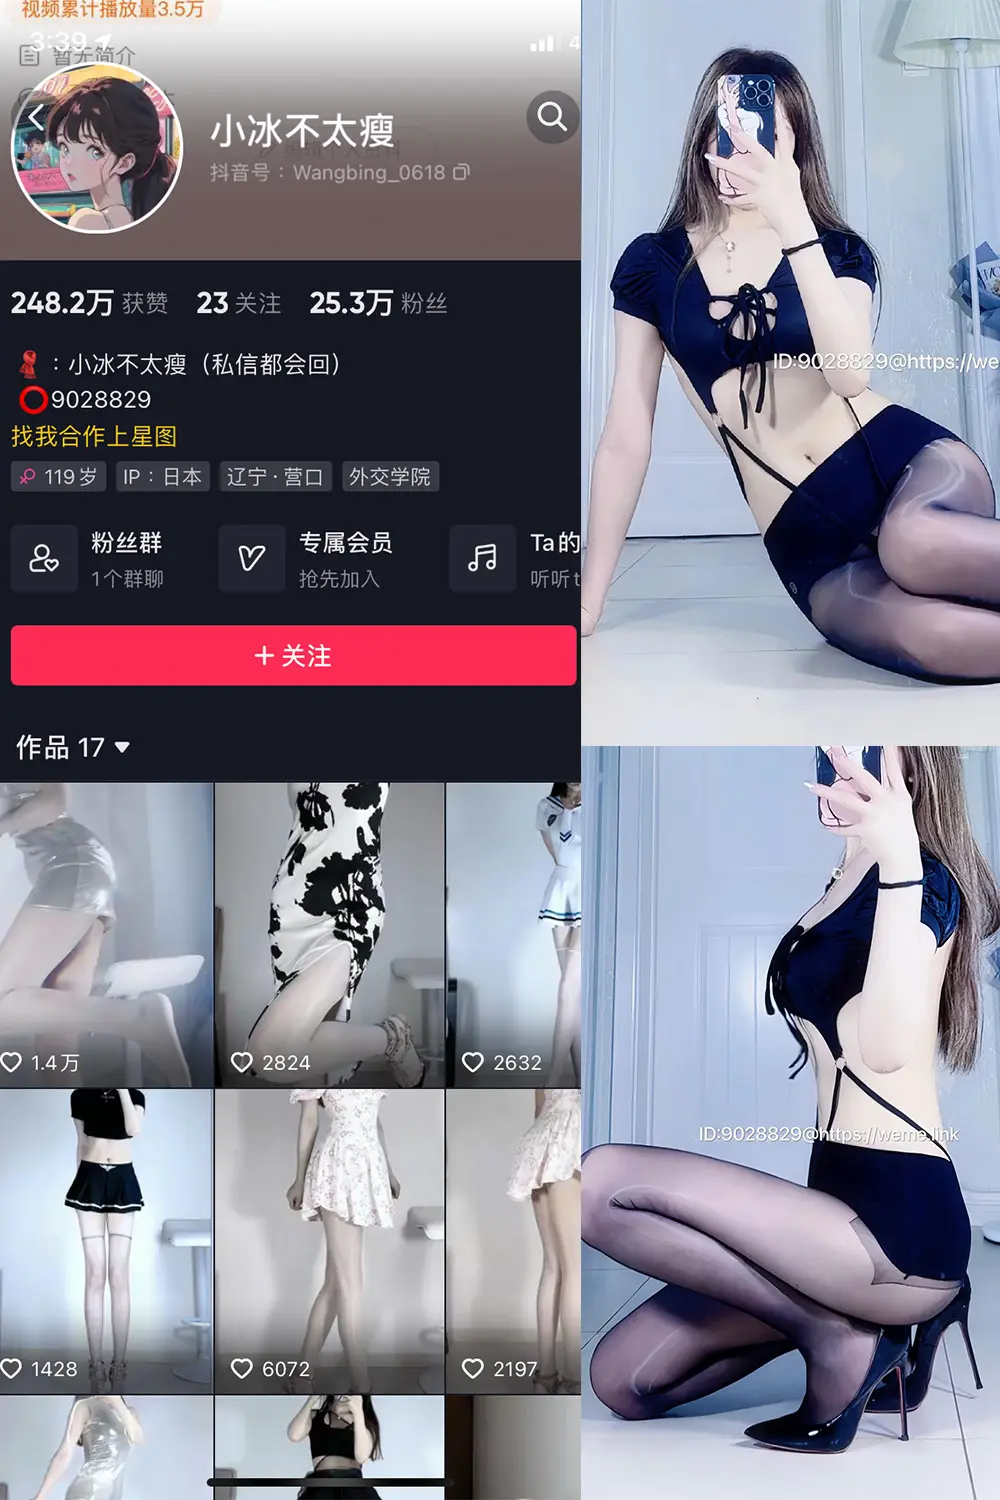 视频累计播放量3.5万
3:39
4
暂无简介
小冰不太瘦
抖音号：Wangbing_0618
248.2万 获赞 23 关注 25.3万 粉丝
：小冰不太瘦（私信都会回）
9028829
找我合作上星图
119岁 IP：日本 辽宁·营口 外交学院
粉丝群
1个群聊
专属会员
抢先加入
Ta的
听听t
+ 关注
作品 17
1.4万
2824
2632
1428
6072
2197
ID:9028829@https://we
ID:9028829@https://weme.link